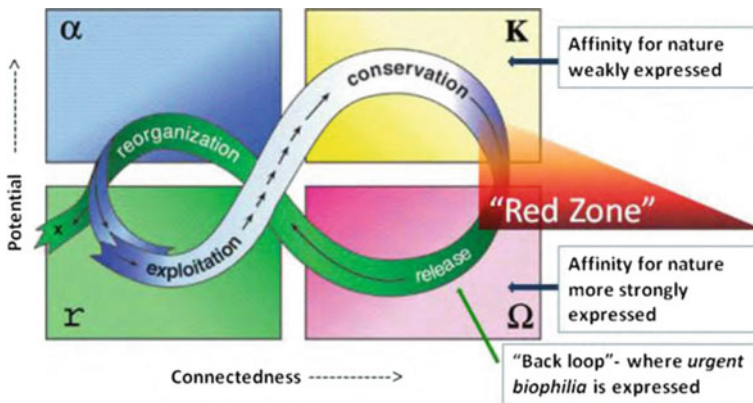 α
K
Affinity for nature
weakly expressed
conservation
reorganization
Potential ---->
"Red Zone"
x
exploitation
release
r
Ω
Affinity for nature
more strongly
expressed
Connectedness ---------->
"Back loop"- where urgent
biophilia is expressed